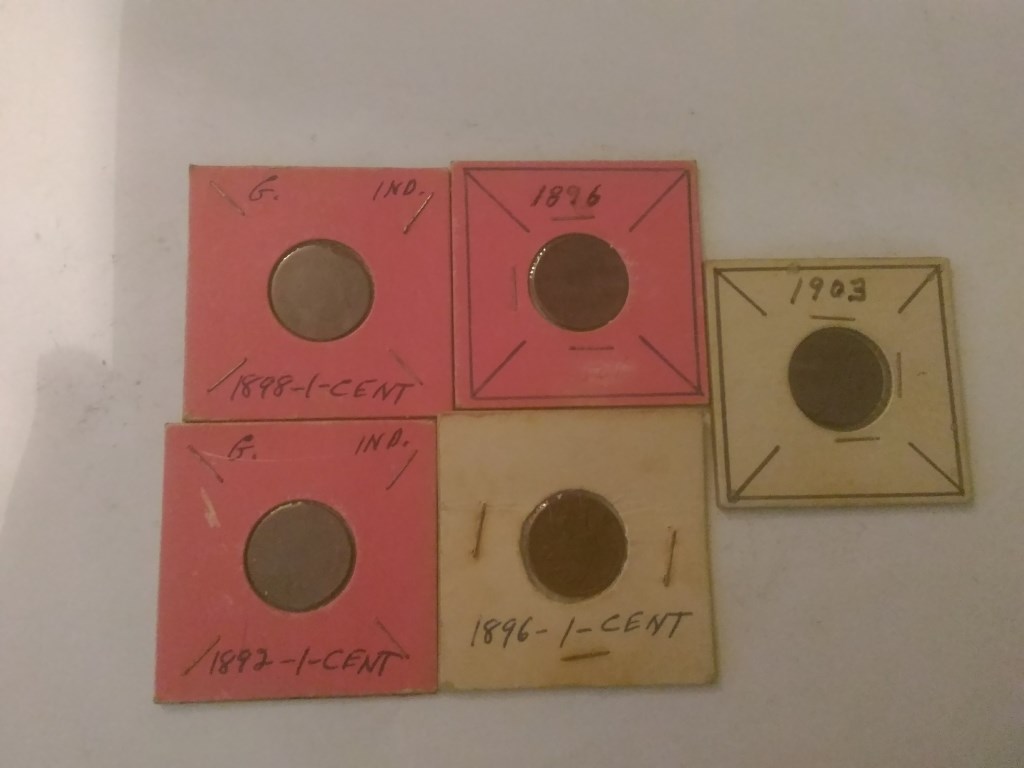 G. IND.
1898-1-CENT
1896
1903
G. IND.
1892-1-CENT
1896-1-CENT